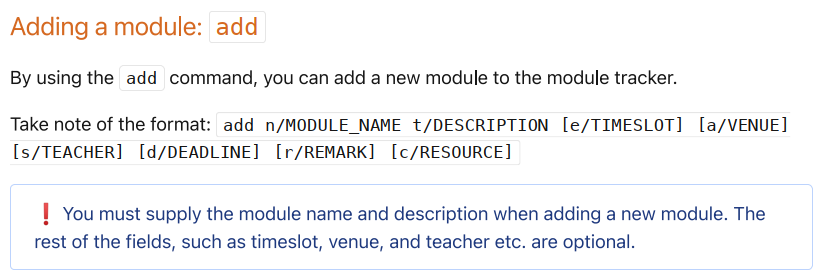 Adding a module: add
By using the add command, you can add a new module to the module tracker.
Take note of the format: add n/MODULE_NAME t/DESCRIPTION [e/TIMESLOT] [a/VENUE]
[s/TEACHER] [d/DEADLINE] [r/REMARK] [c/RESOURCE]
❗ You must supply the module name and description when adding a new module. The
rest of the fields, such as timeslot, venue, and teacher etc. are optional.